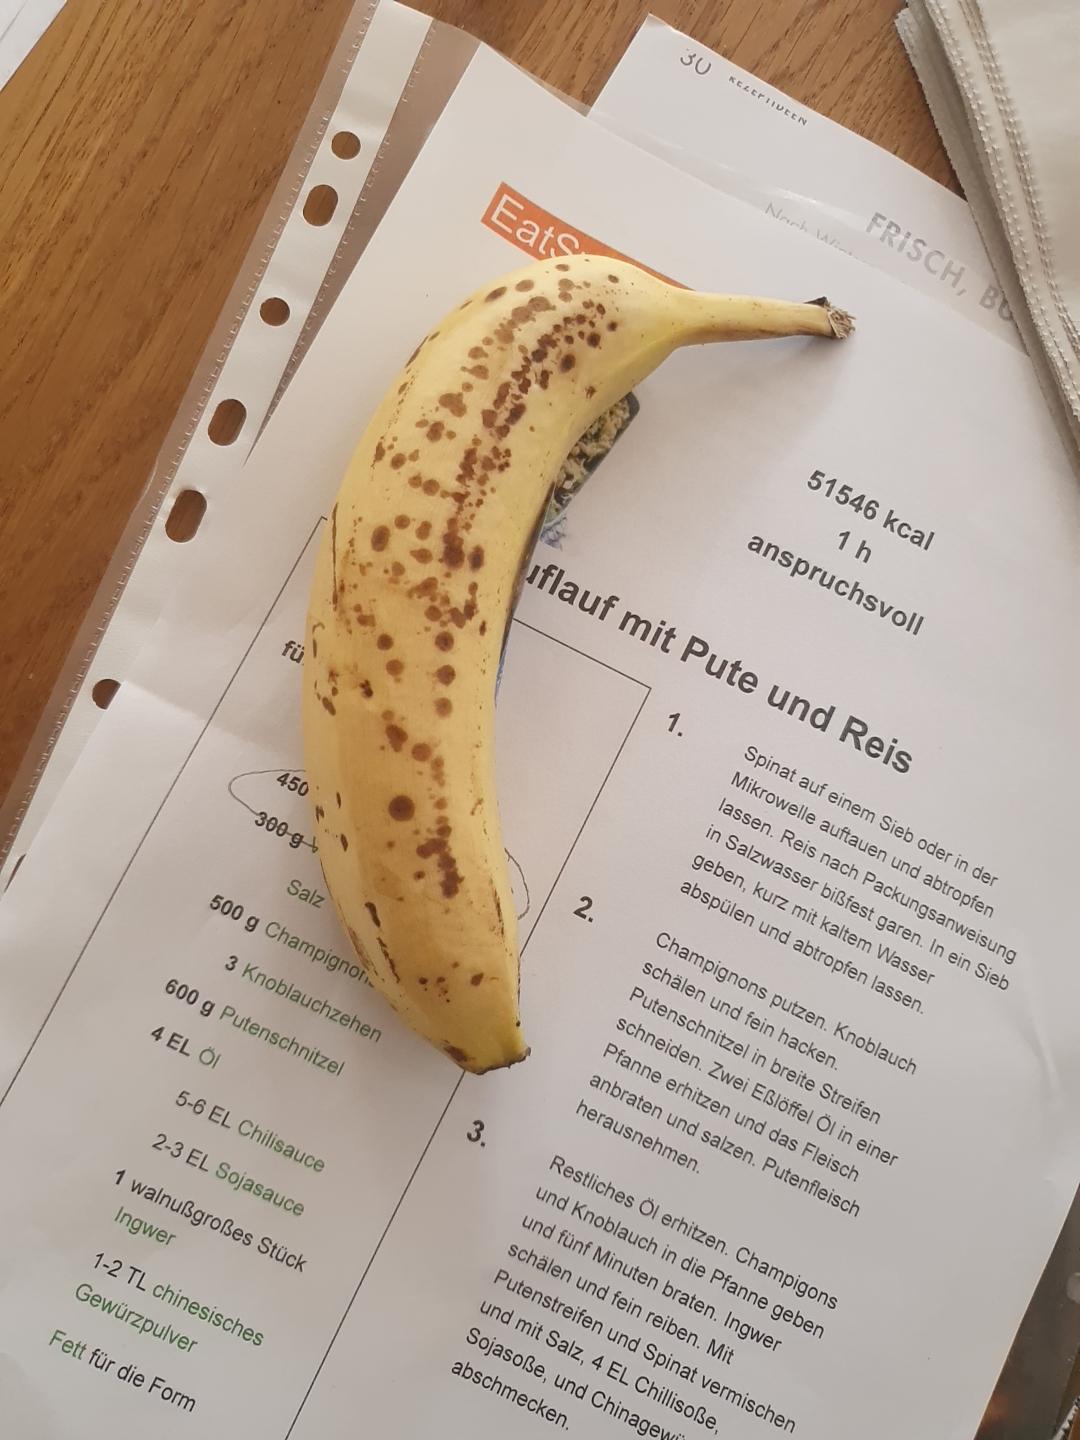 30 REZEPTIDEEN
FRISCH,
EatS
51546 kcal
1 h
anspruchsvoll
uflauf mit Pute und Reis
450
300 g
Salz
500 g Champignon
3 Knoblauchzehen
600 g Putenschnitzel
4 EL Öl
5-6 EL Chilisauce
2-3 EL Sojasauce
1 walnußgroßes Stück
Ingwer
1-2 TL chinesisches
Gewürzpulver
Fett für die Form
1.
Spinat auf einem Sieb oder in der
Mikrowelle auftauen und abtropfen
lassen. Reis nach Packungsanweisung
in Salzwasser bißfest garen. In ein Sieb
geben, kurz mit kaltem Wasser
abspülen und abtropfen lassen.
2.
Champignons putzen. Knoblauch
schälen und fein hacken.
Putenschnitzel in breite Streifen
schneiden. Zwei Eßlöffel Öl in einer
Pfanne erhitzen und das Fleisch
anbraten und salzen. Putenfleisch
herausnehmen.
3.
Restliches Öl erhitzen. Champigons
und Knoblauch in die Pfanne geben
und fünf Minuten braten. Ingwer
schälen und fein reiben. Mit
Putenstreifen und Spinat vermischen
und mit Salz, 4 EL Chillisoße,
Sojasoße, und Chinagewü
abschmecken.